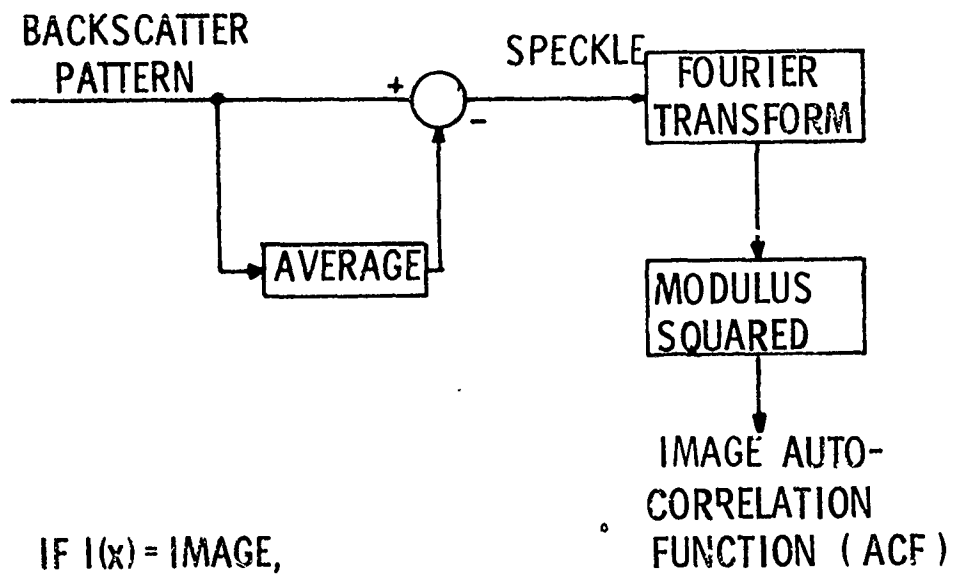 BACKSCATTER
PATTERN
+
-
SPECKLE
FOURIER
TRANSFORM
AVERAGE
MODULUS
SQUARED
IMAGE AUTO-
CORRELATION
FUNCTION (ACF)
IF I(x) = IMAGE,